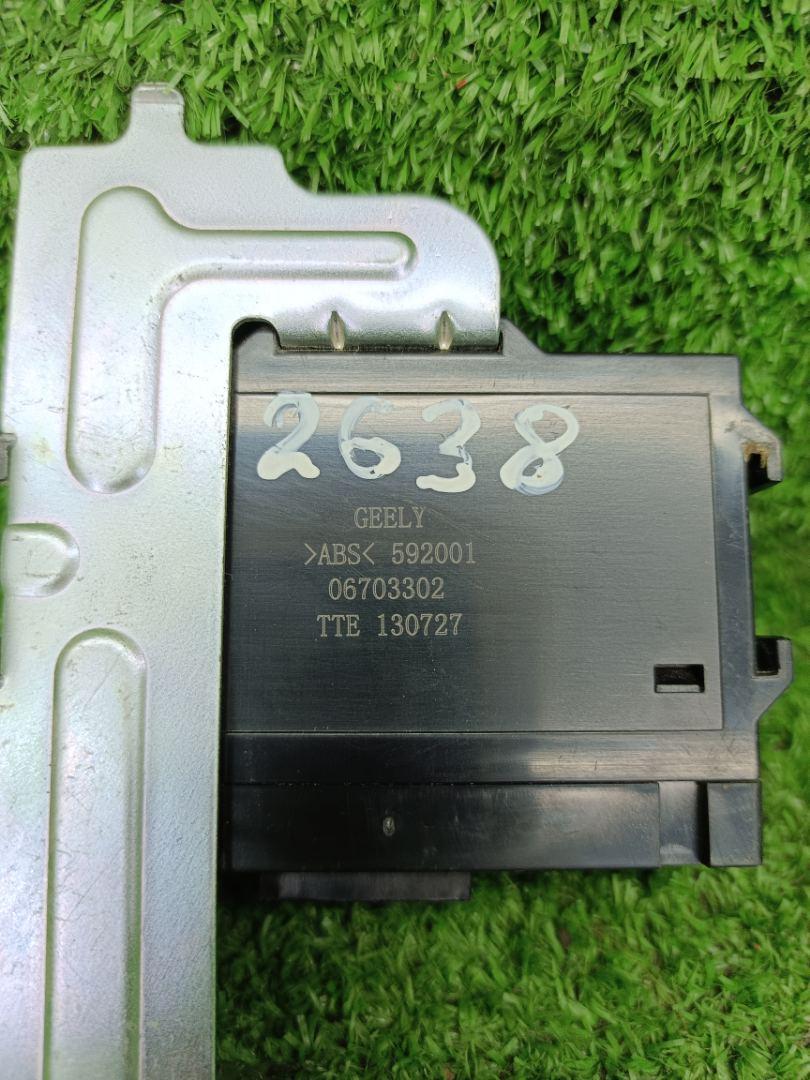 2638
GEELY
>ABS< 592001
06703302
TTE 130727